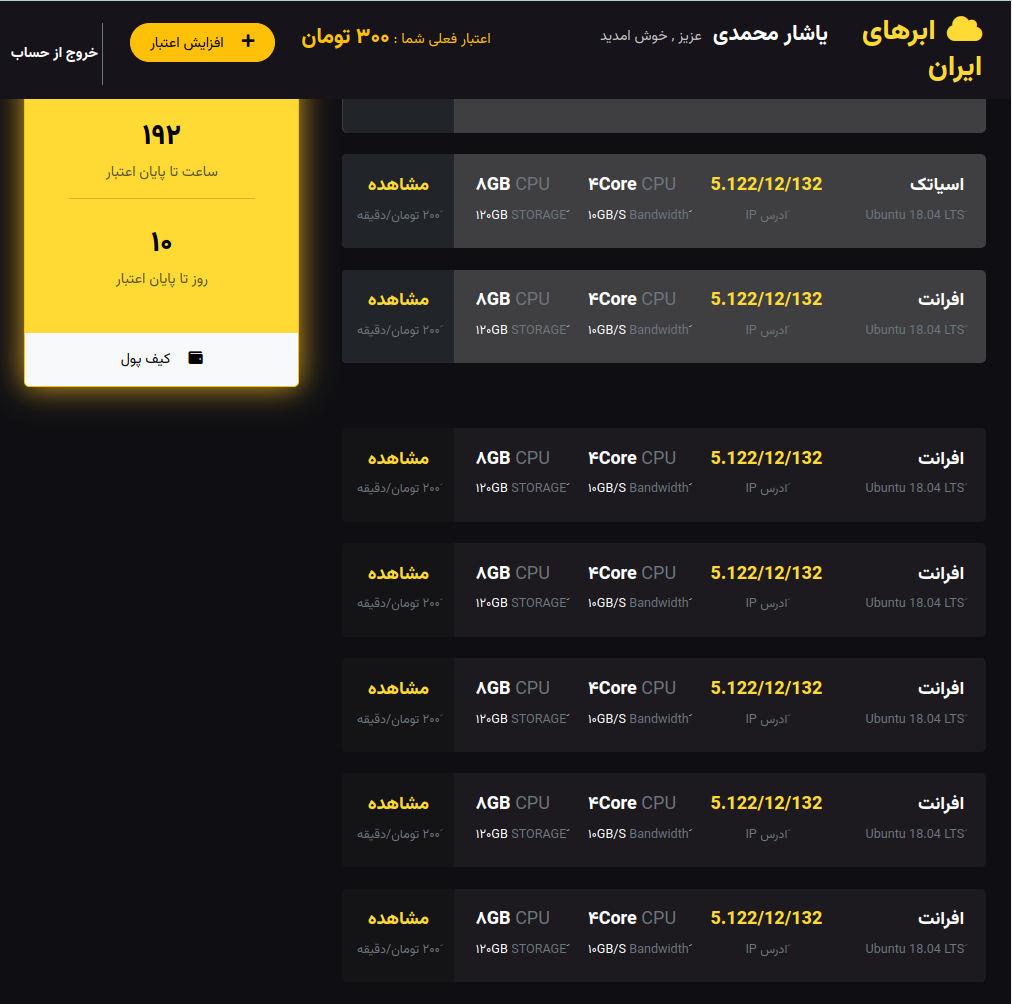 ابرهای
ایران
یاشار محمدی عزیز , خوش امدید
اعتبار فعلی شما : ۳۰۰ تومان
+ افزایش اعتبار
خروج از حساب
۱۹۲
ساعت تا پایان اعتبار
۱۰
روز تا پایان اعتبار
کیف پول
اسیاتک 5.122/12/132 ۴Core CPU ۸GB CPU مشاهده
Ubuntu 18.04 LTS ادرس IP ۱۰GB/S Bandwidth ۱۲۰GB STORAGE ۲۰۰ تومان/دقیقه
افرانت 5.122/12/132 ۴Core CPU ۸GB CPU مشاهده
Ubuntu 18.04 LTS ادرس IP ۱۰GB/S Bandwidth ۱۲۰GB STORAGE ۲۰۰ تومان/دقیقه
افرانت 5.122/12/132 ۴Core CPU ۸GB CPU مشاهده
Ubuntu 18.04 LTS ادرس IP ۱۰GB/S Bandwidth ۱۲۰GB STORAGE ۲۰۰ تومان/دقیقه
افرانت 5.122/12/132 ۴Core CPU ۸GB CPU مشاهده
Ubuntu 18.04 LTS ادرس IP ۱۰GB/S Bandwidth ۱۲۰GB STORAGE ۲۰۰ تومان/دقیقه
افرانت 5.122/12/132 ۴Core CPU ۸GB CPU مشاهده
Ubuntu 18.04 LTS ادرس IP ۱۰GB/S Bandwidth ۱۲۰GB STORAGE ۲۰۰ تومان/دقیقه
افرانت 5.122/12/132 ۴Core CPU ۸GB CPU مشاهده
Ubuntu 18.04 LTS ادرس IP ۱۰GB/S Bandwidth ۱۲۰GB STORAGE ۲۰۰ تومان/دقیقه
افرانت 5.122/12/132 ۴Core CPU ۸GB CPU مشاهده
Ubuntu 18.04 LTS ادرس IP ۱۰GB/S Bandwidth ۱۲۰GB STORAGE ۲۰۰ تومان/دقیقه